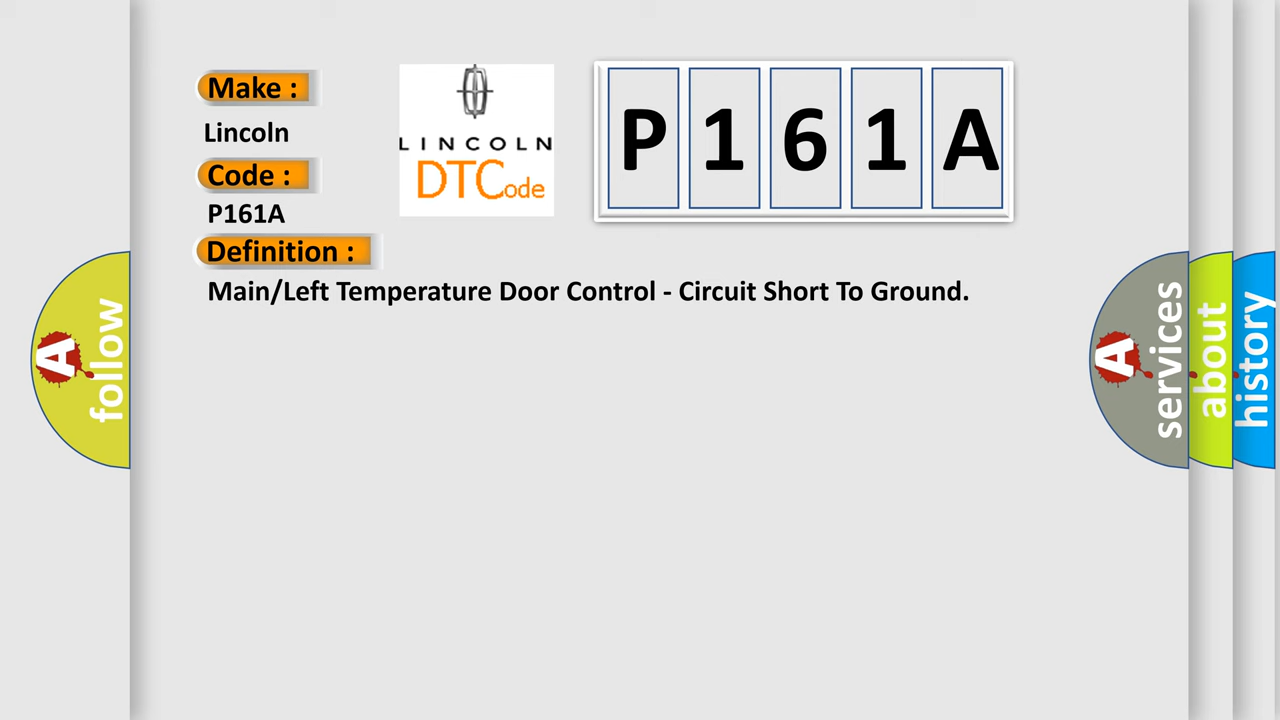 Make :
Lincoln
Code :
P161A
Definition :
Main/Left Temperature Door Control - Circuit Short To Ground.
LINCOLN
DTCode
P161A
A follow
A services
about
history